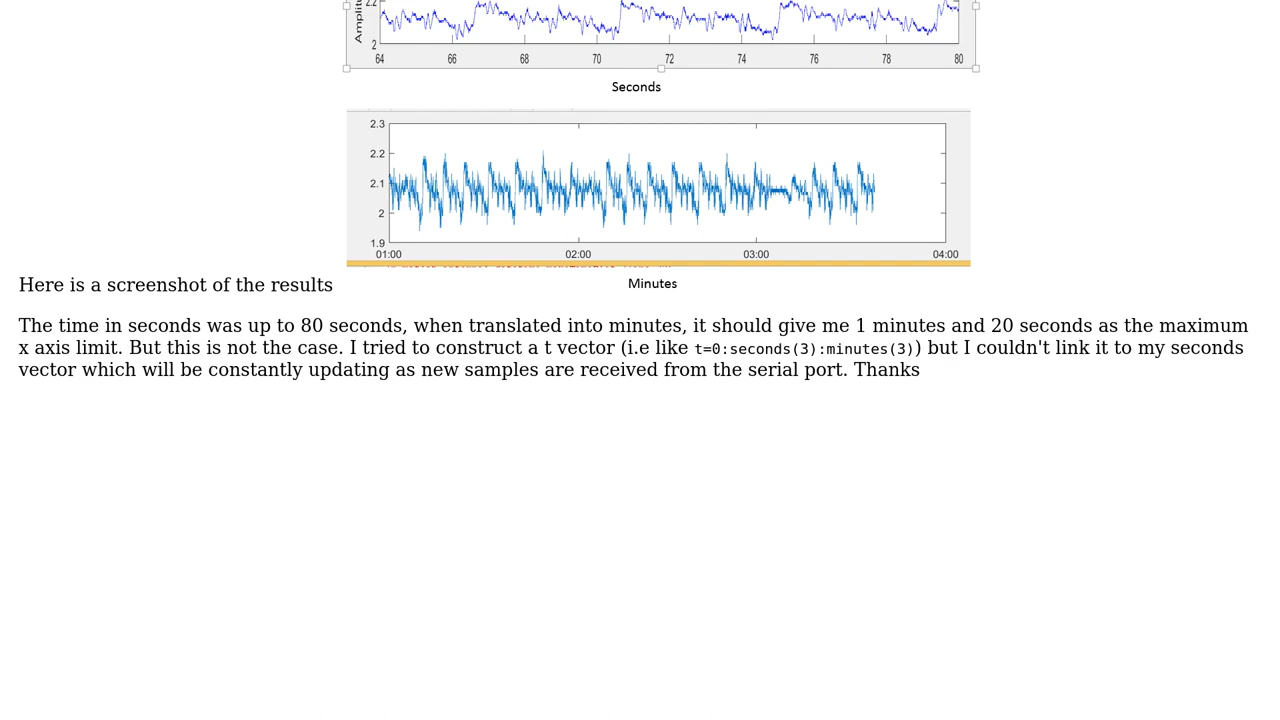 Amplitu
2.2
2
64 66 68 70 72 74 76 78 80
Seconds
2.3
2.2
2.1
2
1.9
01:00 02:00 03:00 04:00
Here is a screenshot of the results
Minutes
The time in seconds was up to 80 seconds, when translated into minutes, it should give me 1 minutes and 20 seconds as the maximum
x axis limit. But this is not the case. I tried to construct a t vector (i.e like t=0:seconds(3):minutes(3)) but I couldn't link it to my seconds
vector which will be constantly updating as new samples are received from the serial port. Thanks